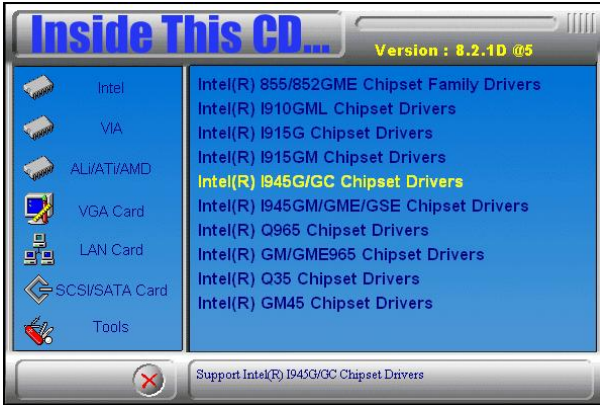 Inside This CD...
Version : 8.2.1D @5
Intel
VIA
ALi/ATi/AMD
VGA Card
LAN Card
SCSI/SATA Card
Tools
Intel(R) 855/852GME Chipset Family Drivers
Intel(R) I910GML Chipset Drivers
Intel(R) I915G Chipset Drivers
Intel(R) I915GM Chipset Drivers
Intel(R) I945G/GC Chipset Drivers
Intel(R) I945GM/GME/GSE Chipset Drivers
Intel(R) Q965 Chipset Drivers
Intel(R) GM/GME965 Chipset Drivers
Intel(R) Q35 Chipset Drivers
Intel(R) GM45 Chipset Drivers
Support Intel(R) I945G/GC Chipset Drivers